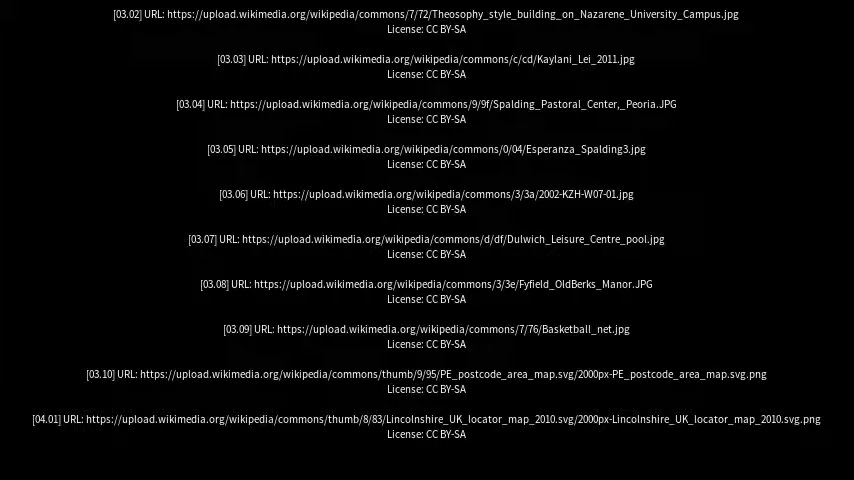 [03.02] URL: https://upload.wikimedia.org/wikipedia/commons/7/72/Theosophy_style_building_on_Nazarene_University_Campus.jpg
License: CC BY-SA
[03.03] URL: https://upload.wikimedia.org/wikipedia/commons/c/cd/Kaylani_Lei_2011.jpg
License: CC BY-SA
[03.04] URL: https://upload.wikimedia.org/wikipedia/commons/9/9f/Spalding_Pastoral_Center,_Peoria.JPG
License: CC BY-SA
[03.05] URL: https://upload.wikimedia.org/wikipedia/commons/0/04/Esperanza_Spalding3.jpg
License: CC BY-SA
[03.06] URL: https://upload.wikimedia.org/wikipedia/commons/3/3a/2002-KZH-W07-01.jpg
License: CC BY-SA
[03.07] URL: https://upload.wikimedia.org/wikipedia/commons/d/df/Dulwich_Leisure_Centre_pool.jpg
License: CC BY-SA
[03.08] URL: https://upload.wikimedia.org/wikipedia/commons/3/3e/Fyfield_OldBerks_Manor.JPG
License: CC BY-SA
[03.09] URL: https://upload.wikimedia.org/wikipedia/commons/7/76/Basketball_net.jpg
License: CC BY-SA
[03.10] URL: https://upload.wikimedia.org/wikipedia/commons/thumb/9/95/PE_postcode_area_map.svg/2000px-PE_postcode_area_map.svg.png
License: CC BY-SA
[04.01] URL: https://upload.wikimedia.org/wikipedia/commons/thumb/8/83/Lincolnshire_UK_locator_map_2010.svg/2000px-Lincolnshire_UK_locator_map_2010.svg.png
License: CC BY-SA